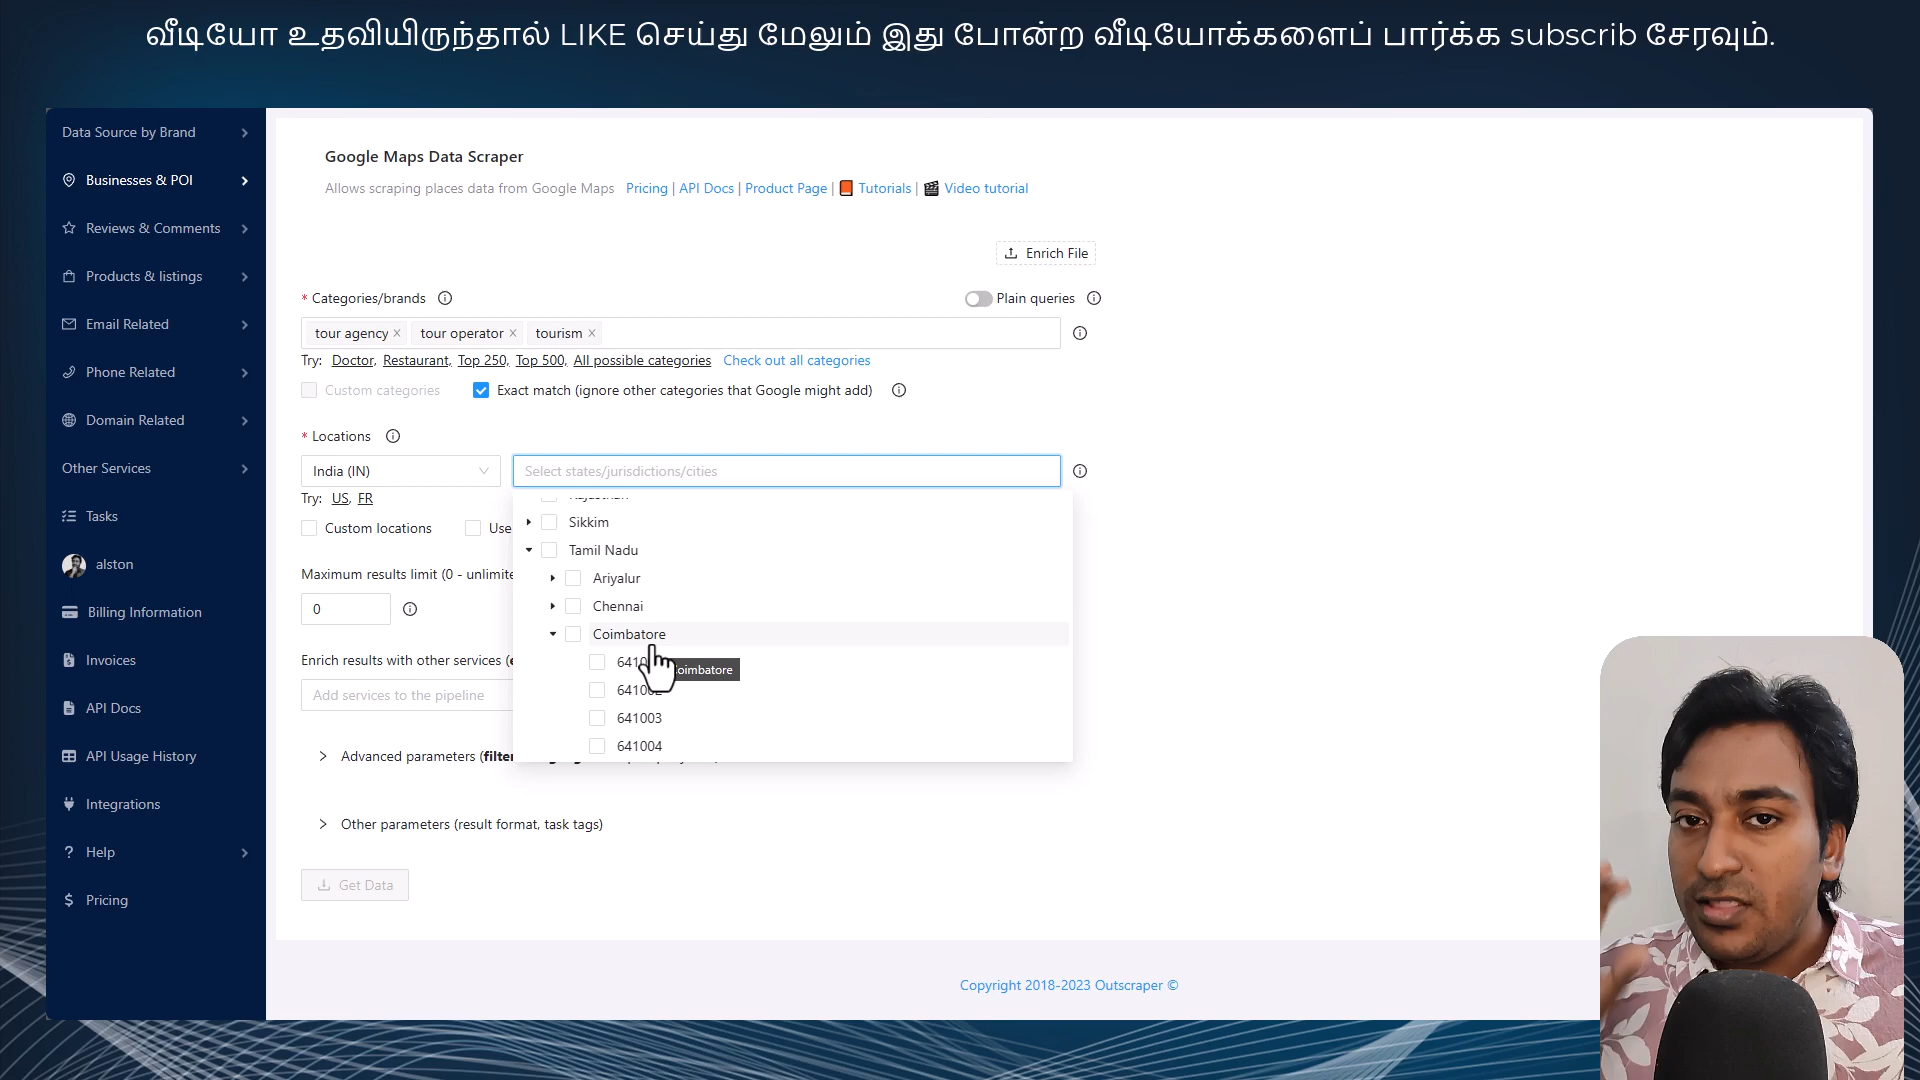 வீடியோ உதவியிருந்தால் LIKE செய்து மேலும் இது போன்ற வீடியோக்களைப் பார்க்க subscrib சேரவும்.
Data Source by Brand
Businesses & POI
Reviews & Comments
Products & listings
Email Related
Phone Related
Domain Related
Other Services
Tasks
alston
Billing Information
Invoices
API Docs
API Usage History
Integrations
Help
Pricing
Google Maps Data Scraper
Allows scraping places data from Google Maps Pricing | API Docs | Product Page | Tutorials | Video tutorial
Enrich File
* Categories/brands
Plain queries
tour agency × tour operator × tourism ×
Try: Doctor, Restaurant, Top 250, Top 500, All possible categories Check out all categories
Custom categories Exact match (ignore other categories that Google might add)
* Locations
India (IN) Select states/jurisdictions/cities
Try: US, FR
Custom locations Use
Sikkim
Tamil Nadu
Ariyalur
Chennai
Coimbatore
641003
641004
Maximum results limit (0 - unlimite
0
Enrich results with other services (
Add services to the pipeline
Advanced parameters (filter
Other parameters (result format, task tags)
Get Data
Copyright 2018-2023 Outscraper ©